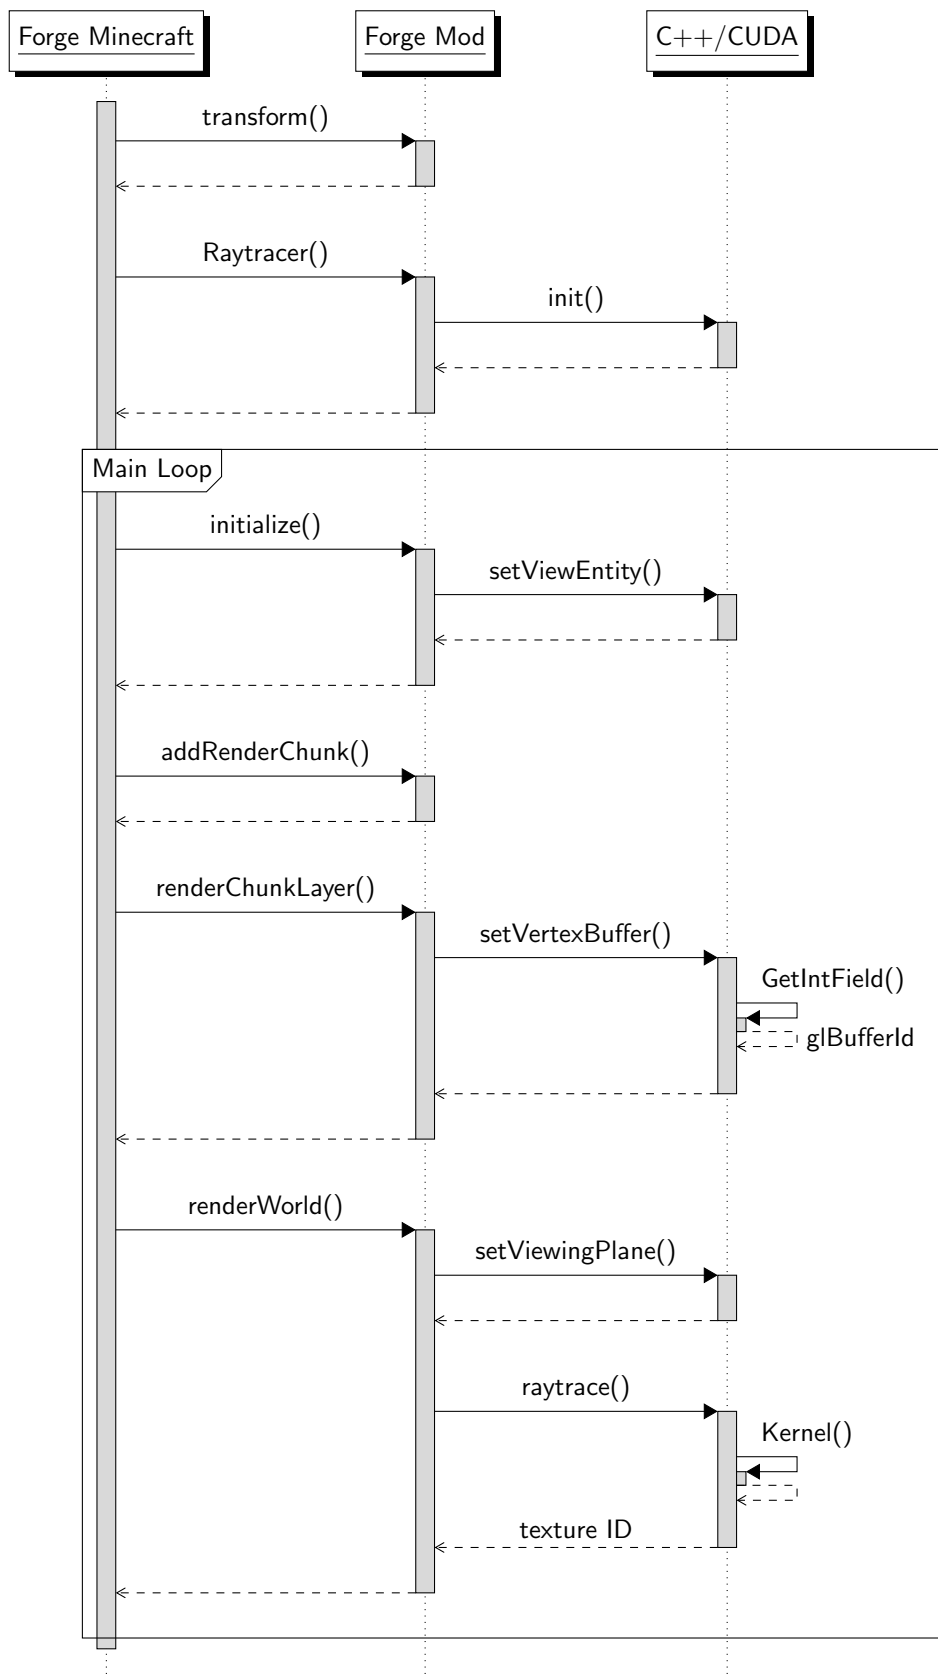 Forge Minecraft
Forge Mod
C++/CUDA
transform()
Raytracer()
init()
Main Loop
initialize()
setViewEntity()
addRenderChunk()
renderChunkLayer()
setVertexBuffer()
GetIntField()
glBufferId
renderWorld()
setViewingPlane()
raytrace()
Kernel()
texture ID